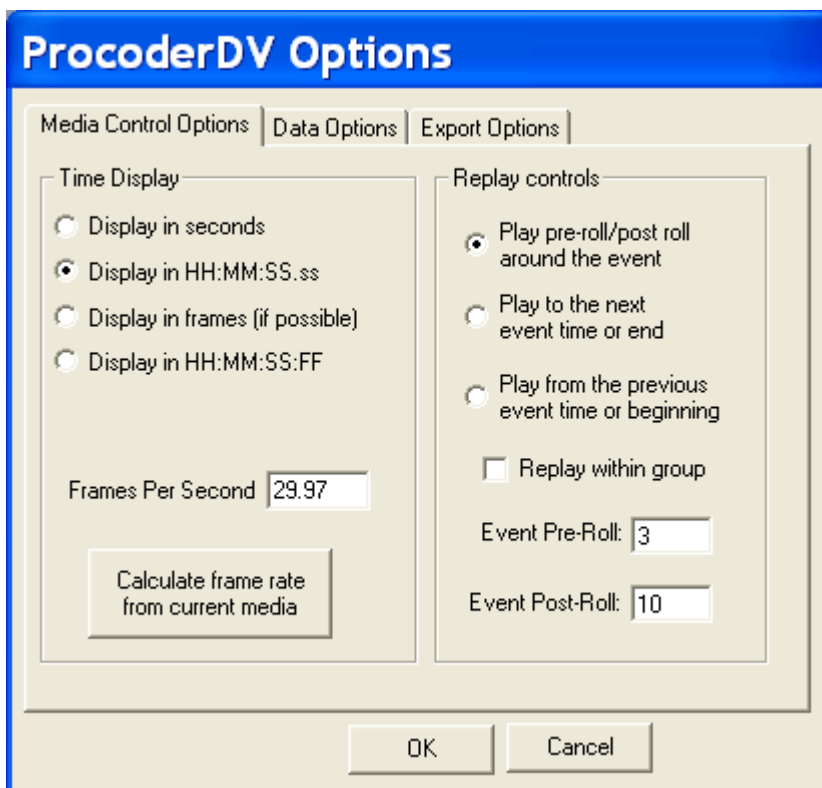 ProcoderDV Options
Media Control Options
Data Options
Export Options
Time Display
Display in seconds
Display in HH:MM:SS.ss
Display in frames (if possible)
Display in HH:MM:SS:FF
Frames Per Second 29.97
Calculate frame rate
from current media
Replay controls
Play pre-roll/post roll
around the event
Play to the next
event time or end
Play from the previous
event time or beginning
Replay within group
Event Pre-Roll: 3
Event Post-Roll: 10
OK
Cancel